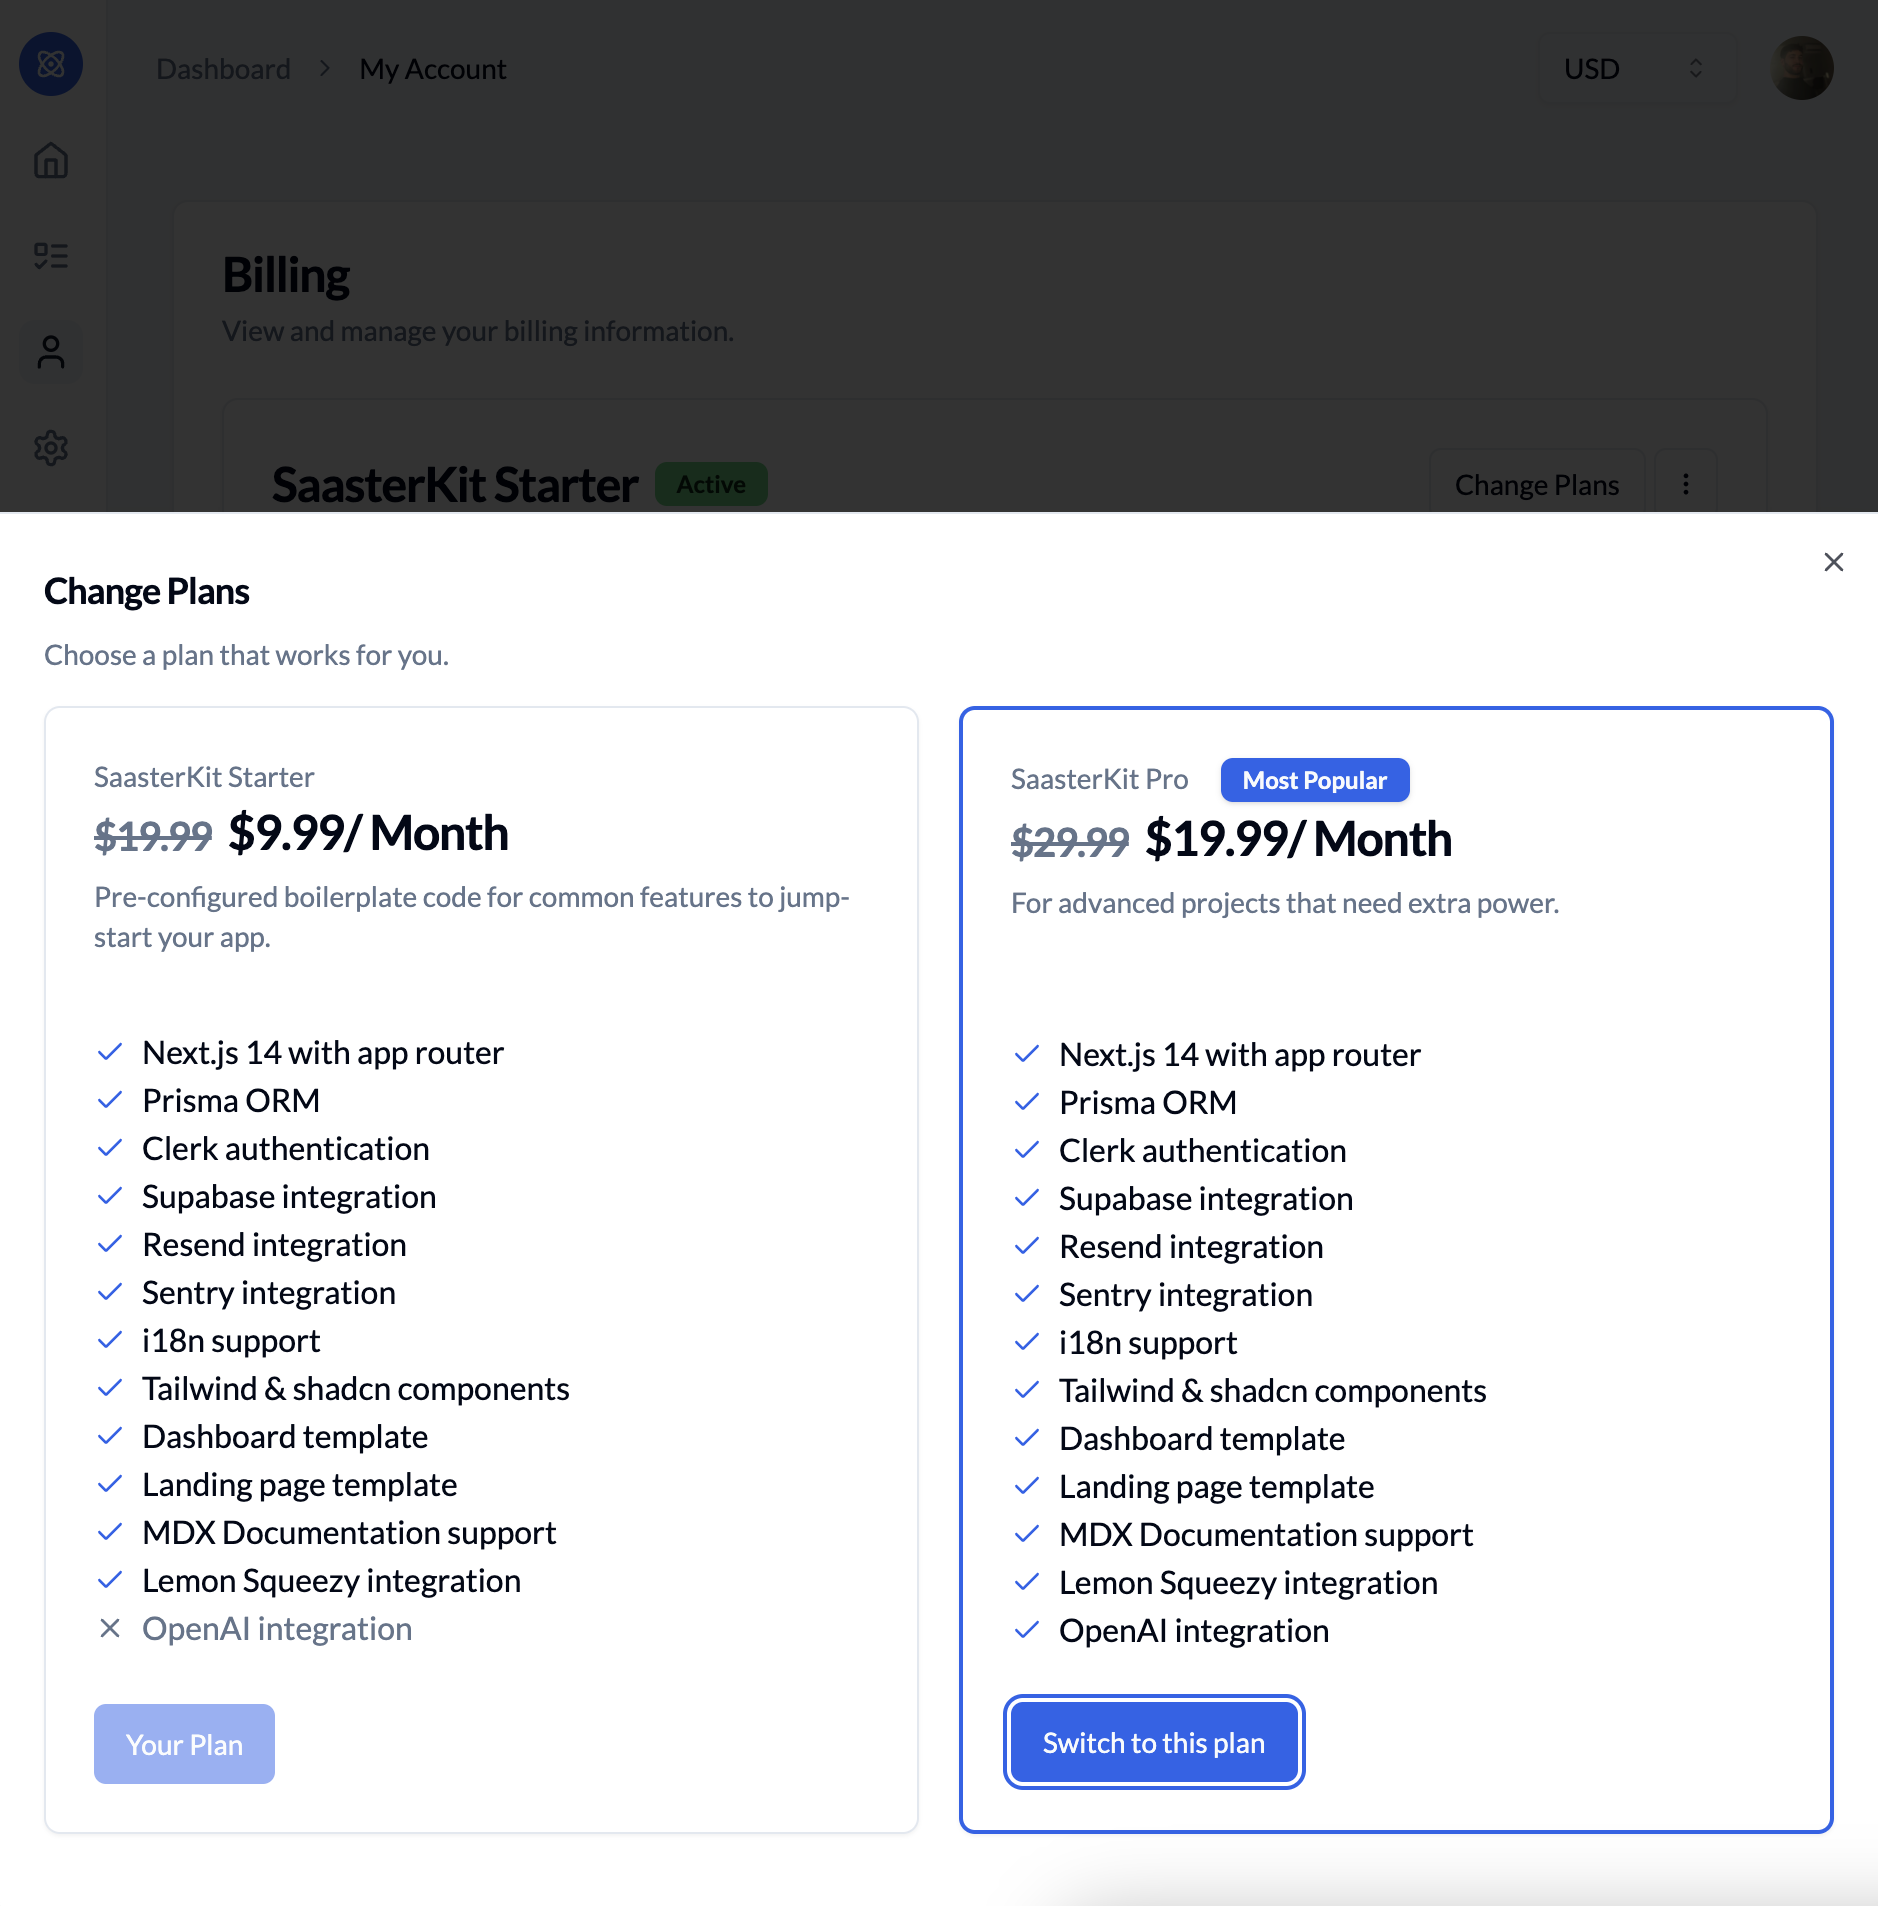 Dashboard > My Account
USD
Billing
View and manage your billing information.
SaasterKit Starter
Active
Change Plans
Change Plans
Choose a plan that works for you.
SaasterKit Starter
$19.99 $9.99/ Month
Pre-configured boilerplate code for common features to jump-
start your app.
Next.js 14 with app router
Prisma ORM
Clerk authentication
Supabase integration
Resend integration
Sentry integration
i18n support
Tailwind & shadcn components
Dashboard template
Landing page template
MDX Documentation support
Lemon Squeezy integration
OpenAI integration
Your Plan
SaasterKit Pro
Most Popular
$29.99 $19.99/ Month
For advanced projects that need extra power.
Next.js 14 with app router
Prisma ORM
Clerk authentication
Supabase integration
Resend integration
Sentry integration
i18n support
Tailwind & shadcn components
Dashboard template
Landing page template
MDX Documentation support
Lemon Squeezy integration
OpenAI integration
Switch to this plan